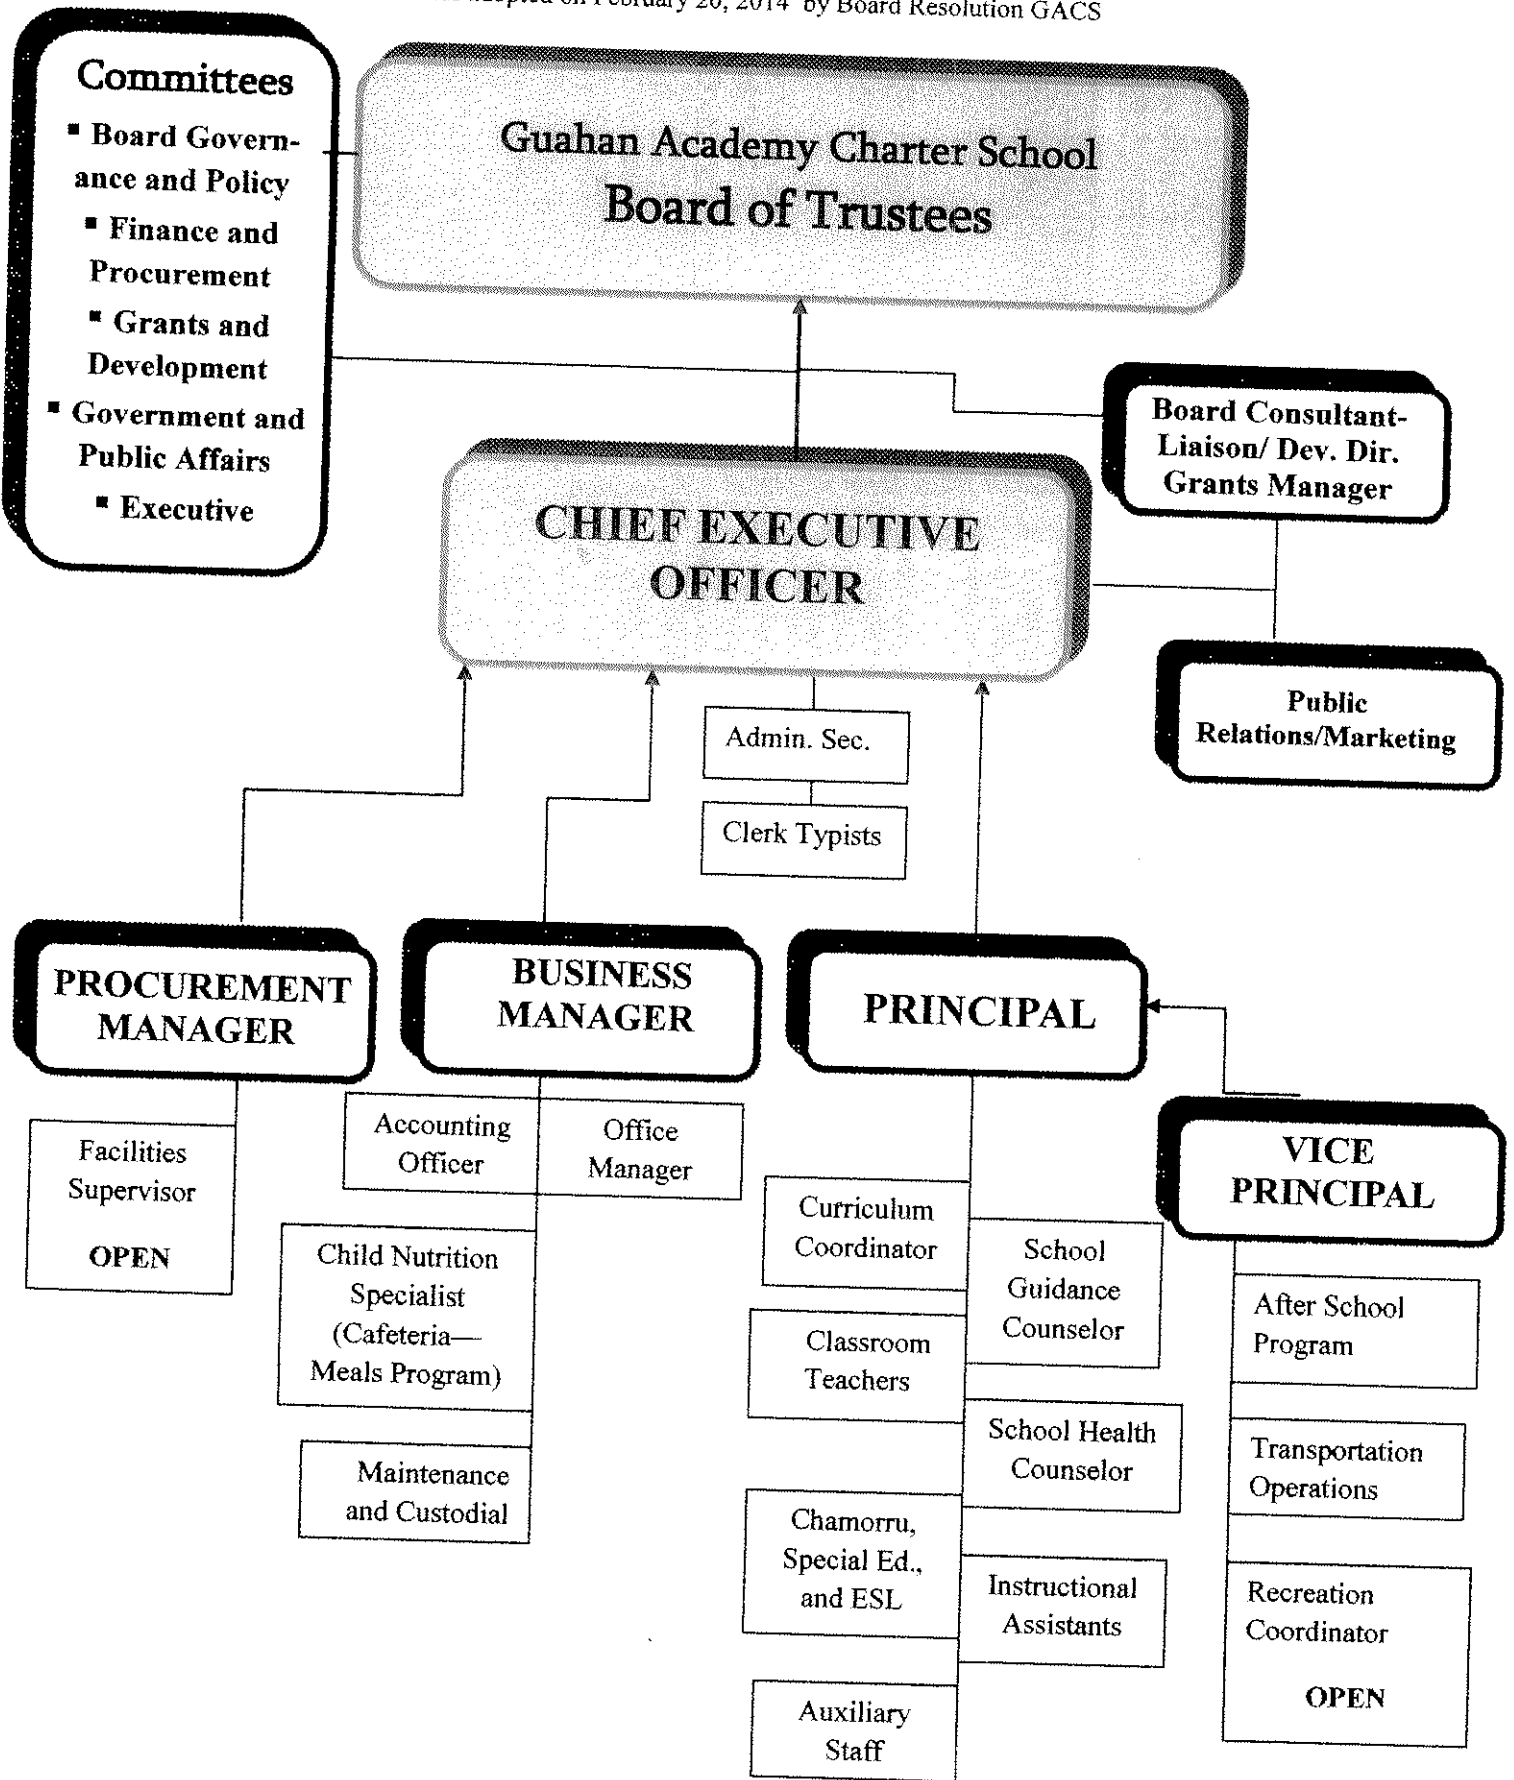 adopted on February 20, 2014 by Board Resolution GACS
Committees
▪ Board Govern-
ance and Policy
▪ Finance and
Procurement
▪ Grants and
Development
▪ Government and
Public Affairs
▪ Executive
Guahan Academy Charter School
Board of Trustees
Board Consultant-
Liaison/ Dev. Dir.
Grants Manager
CHIEF EXECUTIVE
OFFICER
Public
Relations/Marketing
Admin. Sec.
Clerk Typists
PROCUREMENT
MANAGER
BUSINESS
MANAGER
PRINCIPAL
VICE
PRINCIPAL
Facilities
Supervisor
OPEN
Accounting
Officer
Office
Manager
Child Nutrition
Specialist
(Cafeteria—
Meals Program)
Maintenance
and Custodial
Curriculum
Coordinator
School
Guidance
Counselor
Classroom
Teachers
School Health
Counselor
Chamorru,
Special Ed.,
and ESL
Instructional
Assistants
Auxiliary
Staff
After School
Program
Transportation
Operations
Recreation
Coordinator
OPEN